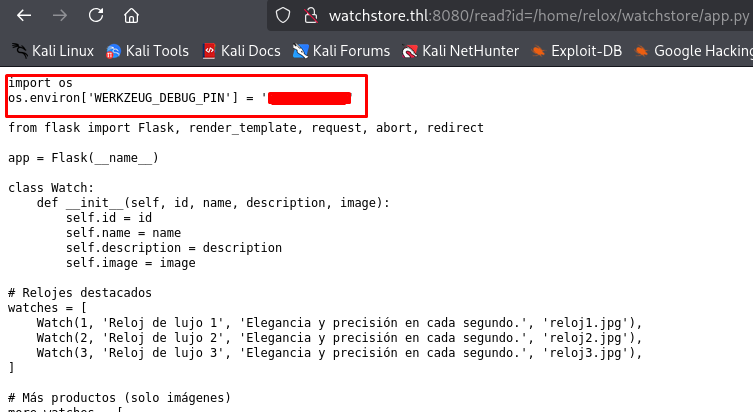 watchstore.thl:8080/read?id=/home/relox/watchstore/app.py
Kali Linux Kali Tools Kali Docs Kali Forums Kali NetHunter Exploit-DB Google Hacking
import os
os.environ['WERKZEUG_DEBUG_PIN'] = '
from flask import Flask, render_template, request, abort, redirect
app = Flask(__name__)
class Watch:
def __init__(self, id, name, description, image):
self.id = id
self.name = name
self.description = description
self.image = image
# Relojes destacados
watches = [
Watch(1, 'Reloj de lujo 1', 'Elegancia y precisión en cada segundo.', 'reloj1.jpg'),
Watch(2, 'Reloj de lujo 2', 'Elegancia y precisión en cada segundo.', 'reloj2.jpg'),
Watch(3, 'Reloj de lujo 3', 'Elegancia y precisión en cada segundo.', 'reloj3.jpg'),
]
# Más productos (solo imágenes)
more_watches = [